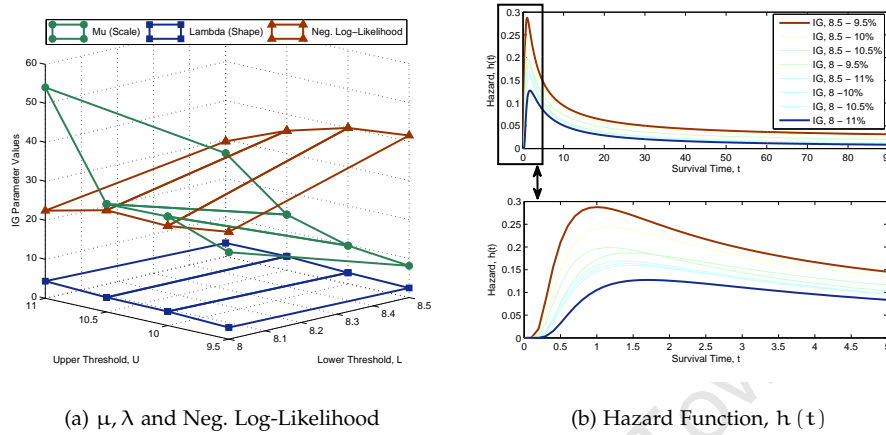 Mu (Scale) Lambda (Shape) Neg. Log-Likelihood
60
50
40
30
20
10
0
IG Parameter Values
11
10.5
10
9.5
Upper Threshold, U
8
8.1
8.2
8.3
8.4
8.5
Lower Threshold, L
(a) μ, λ and Neg. Log-Likelihood
0.3
0.25
0.2
0.15
0.1
0.05
0
Hazard, h(t)
0 10 20 30 40 50 60 70 80 90
Survival Time, t
IG, 8.5 – 9.5%
IG, 8.5 – 10%
IG, 8.5 – 10.5%
IG, 8 – 9.5%
IG, 8.5 – 11%
IG, 8 –10%
IG, 8 – 10.5%
IG, 8 – 11%
0.3
0.25
0.2
0.15
0.1
0.05
0
Hazard, h(t)
0 0.5 1 1.5 2 2.5 3 3.5 4 4.5 5
Survival Time, t
(b) Hazard Function, h (t)